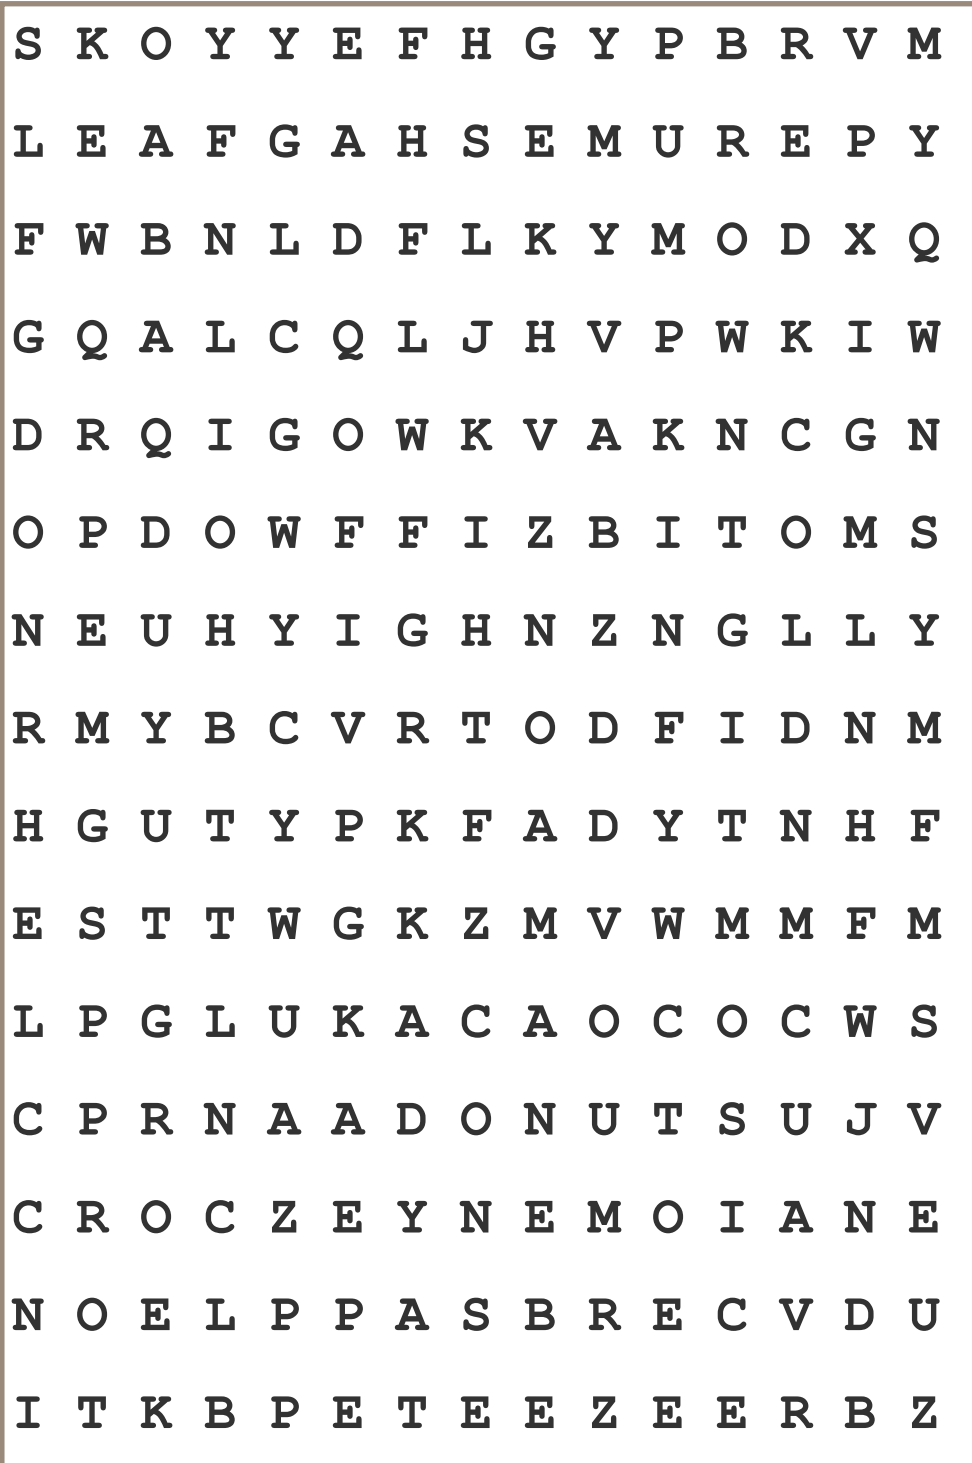 S K O Y Y E F H G Y P B R V M
L E A F G A H S E M U R E P Y
F W B N L D F L K Y M O D X Q
G Q A L C Q L J H V P W K I W
D R Q I G O W K V A K N C G N
O P D O W F F I Z B I T O M S
N E U H Y I G H N Z N G L L Y
R M Y B C V R T O D F I D N M
H G U T Y P K F A D Y T N H F
E S T T W G K Z M V W M M F M
L P G L U K A C A O C O C W S
C P R N A A D O N U T S U J V
C R O C Z E Y N E M O I A N E
N O E L P P A S B R E C V D U
I T K B P E T E E Z E E R B Z